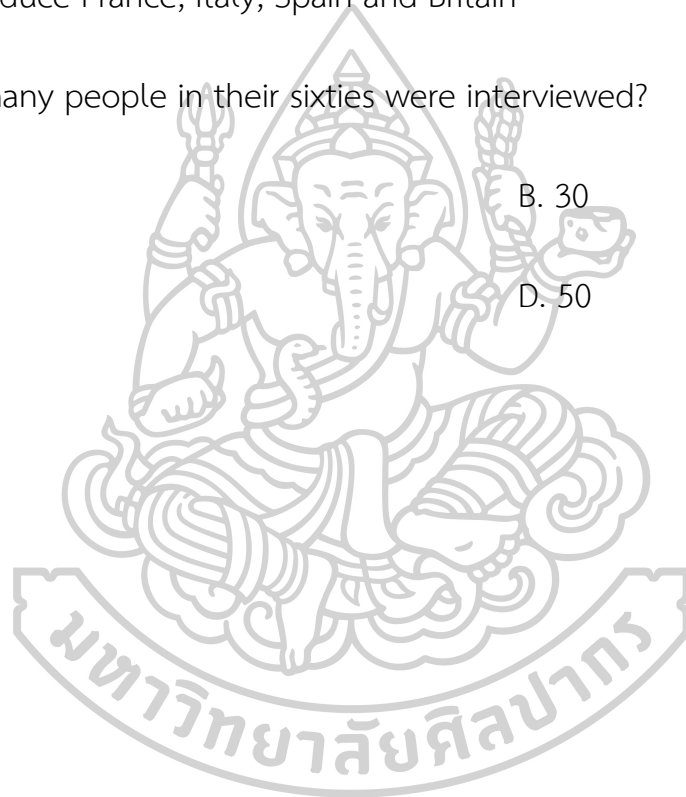 duce France, Italy, Spain and Britain
many people in their sixties were interviewed?
B. 30
D. 50
มหาวิทยาลัยศิลปากร